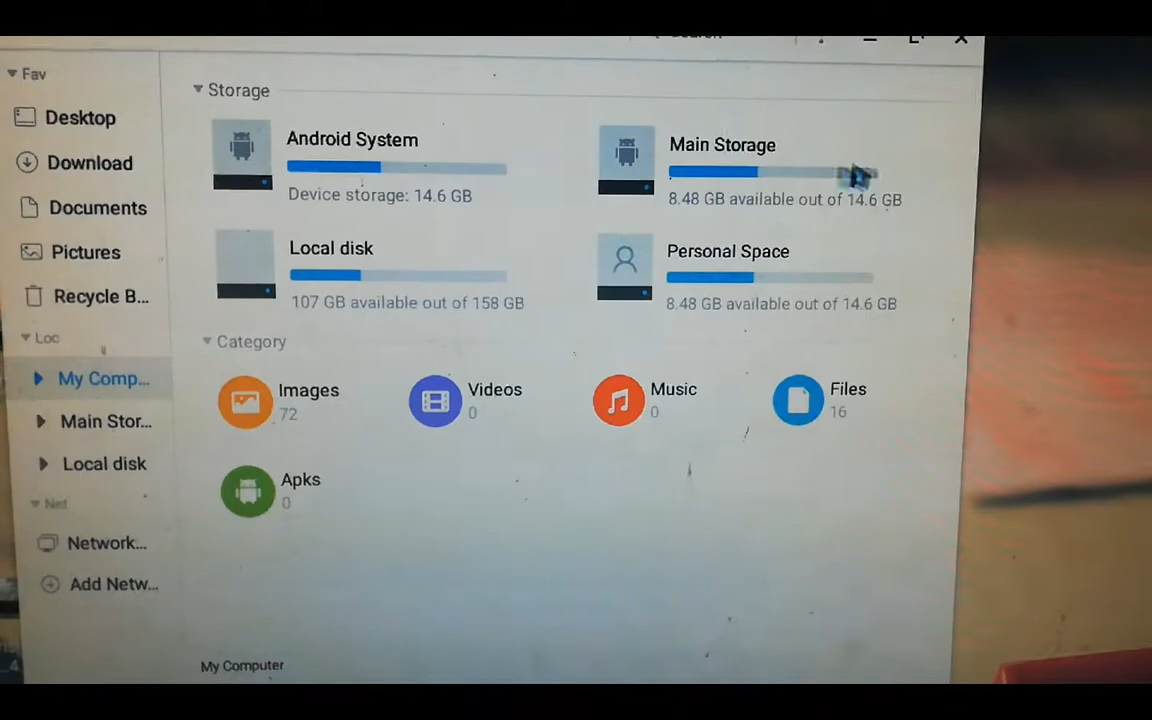 Fav
Desktop
Download
Documents
Pictures
Recycle B...
Loc
My Comp...
Main Stor...
Local disk
Net
Network...
Add Netw...
Storage
Android System
Device storage: 14.6 GB
Main Storage
8.48 GB available out of 14.6 GB
Local disk
107 GB available out of 158 GB
Personal Space
8.48 GB available out of 14.6 GB
Category
Images
72
Videos
0
Music
0
Files
16
Apks
0
My Computer